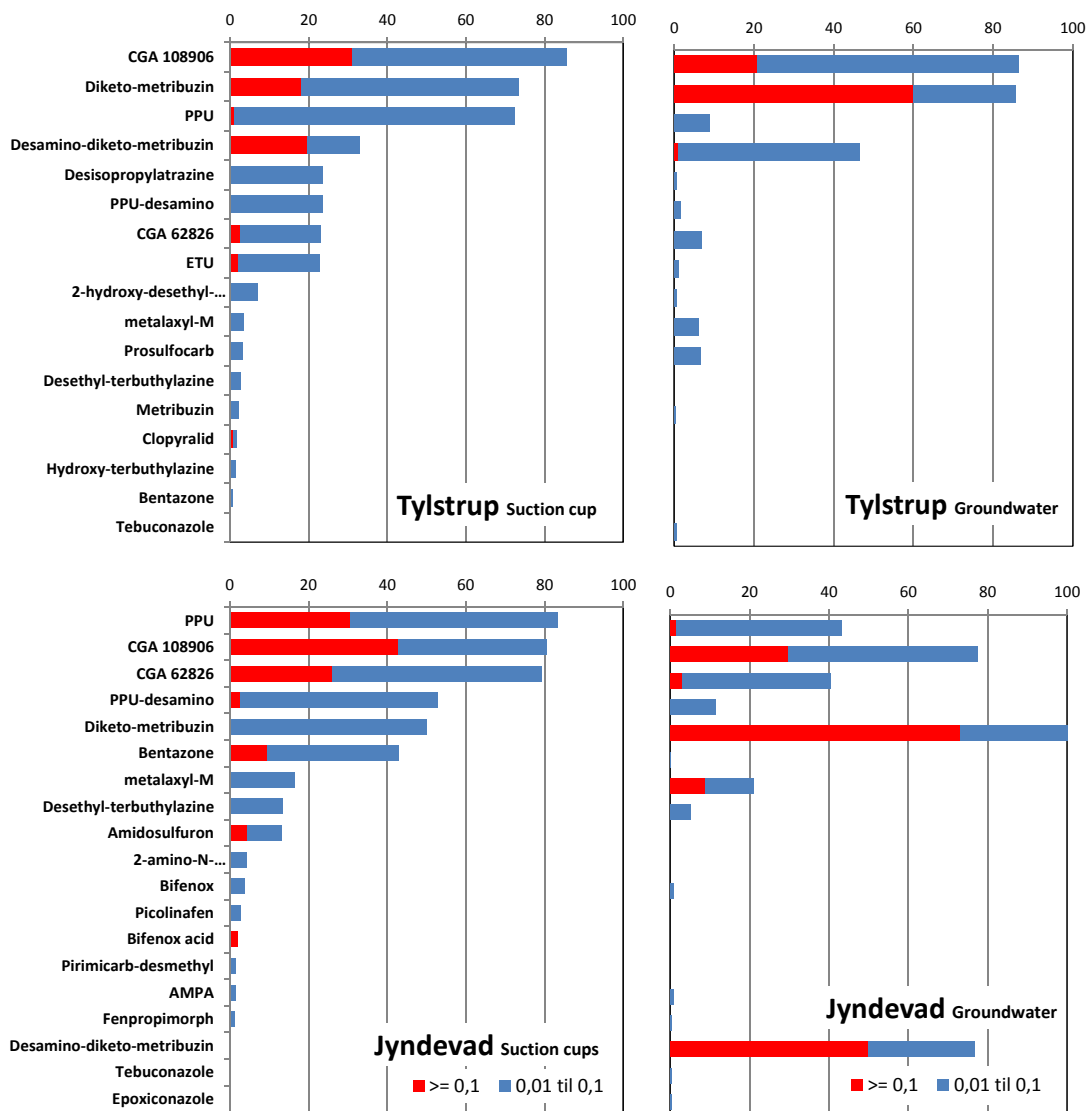 0 20 40 60 80 100
0 20 40 60 80 100
CGA 108906
Diketo-metribuzin
PPU
Desamino-diketo-metribuzin
Desisopropylatrazine
PPU-desamino
CGA 62826
ETU
2-hydroxy-desethyl-...
metalaxyl-M
Prosulfocarb
Desethyl-terbuthylazine
Metribuzin
Clopyralid
Hydroxy-terbuthylazine
Bentazone
Tebuconazole
Tylstrup Suction cup
Tylstrup Groundwater
0 20 40 60 80 100
0 20 40 60 80 100
PPU
CGA 108906
CGA 62826
PPU-desamino
Diketo-metribuzin
Bentazone
metalaxyl-M
Desethyl-terbuthylazine
Amidosulfuron
2-amino-N-...
Bifenox
Picolinafen
Bifenox acid
Pirimicarb-desmethyl
AMPA
Fenpropimorph
Desamino-diketo-metribuzin
Tebuconazole
Epoxiconazole
Jyndevad Suction cups
>= 0,1 0,01 til 0,1
Jyndevad Groundwater
>= 0,1 0,01 til 0,1